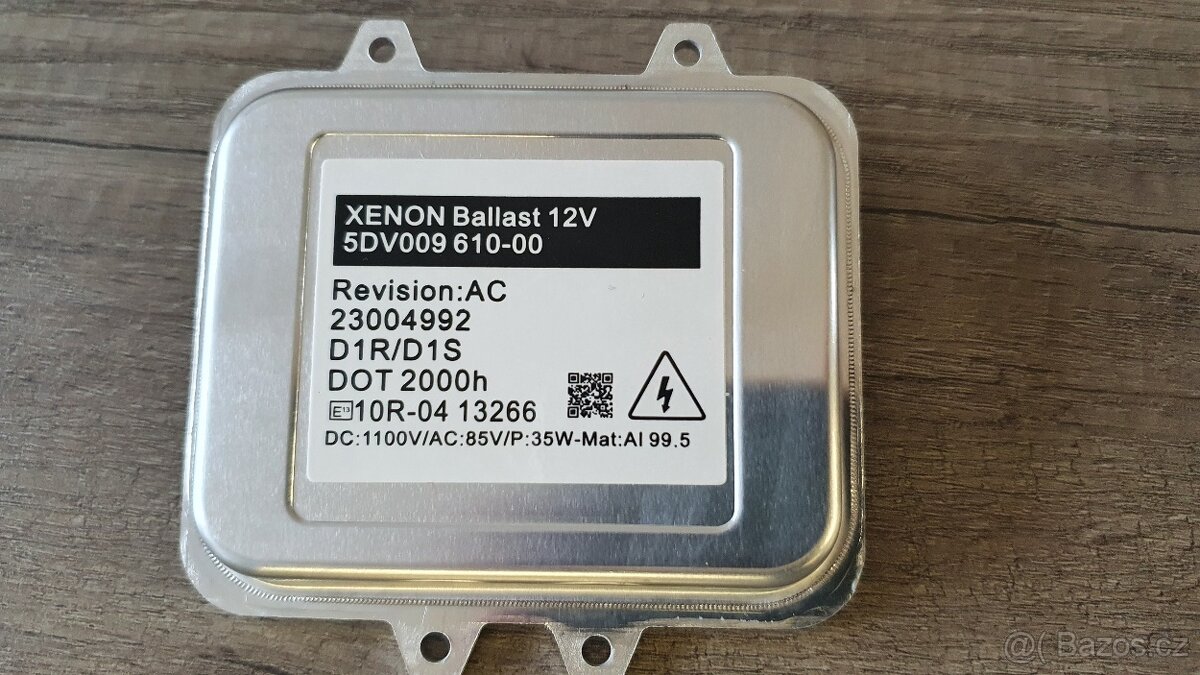 XENON Ballast 12V
5DV009 610-00
Revision:AC
23004992
D1R/D1S
DOT 2000h
E13 10R-04 13266
DC:1100V/AC:85V/P:35W-Mat:Al 99.5
@( Bazos.cz